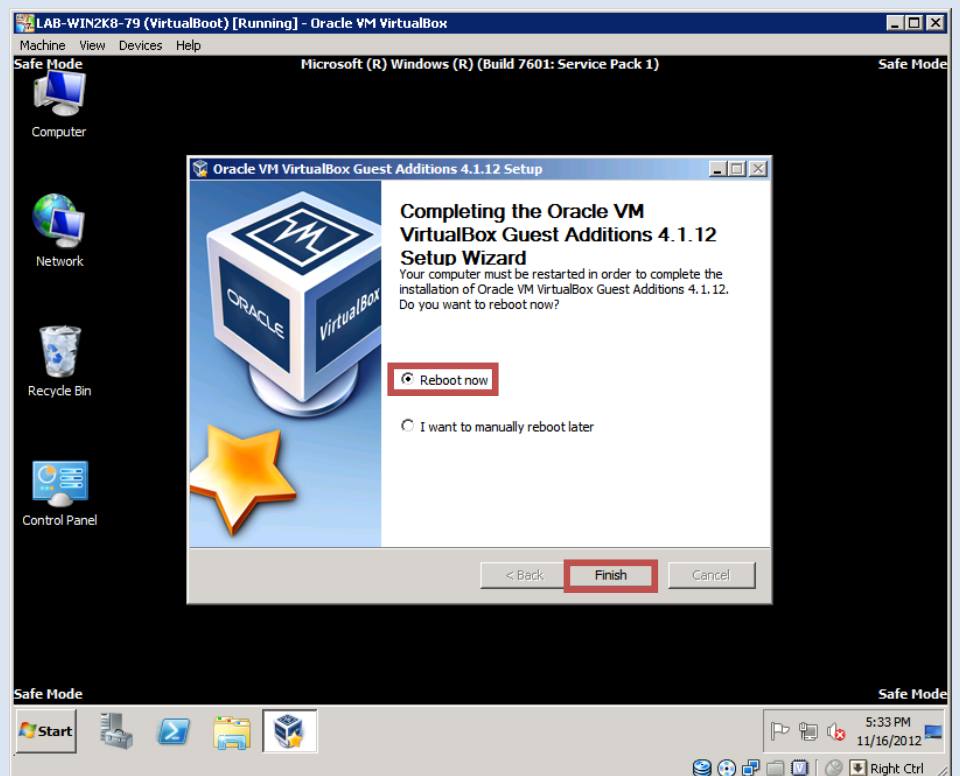 LAB-WIN2K8-79 (VirtualBoot) [Running] - Oracle VM VirtualBox
Machine View Devices Help
Safe Mode Microsoft (R) Windows (R) (Build 7601: Service Pack 1) Safe Mode
Computer
Network
Recycle Bin
Control Panel
Oracle VM VirtualBox Guest Additions 4.1.12 Setup
ORACLE
VirtualBox
Completing the Oracle VM
VirtualBox Guest Additions 4.1.12
Setup Wizard
Your computer must be restarted in order to complete the
installation of Oracle VM VirtualBox Guest Additions 4.1.12.
Do you want to reboot now?
Reboot now
I want to manually reboot later
< Back Finish Cancel
Safe Mode Safe Mode
Start
5:33 PM
11/16/2012
Right Ctrl